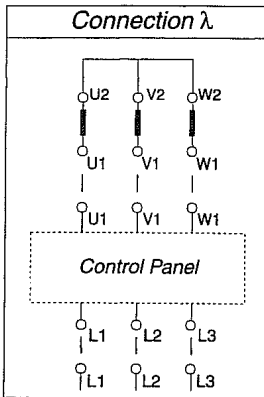 Connection λ
U2 V2 W2
U1 V1 W1
U1 V1 W1
Control Panel
L1 L2 L3
L1 L2 L3